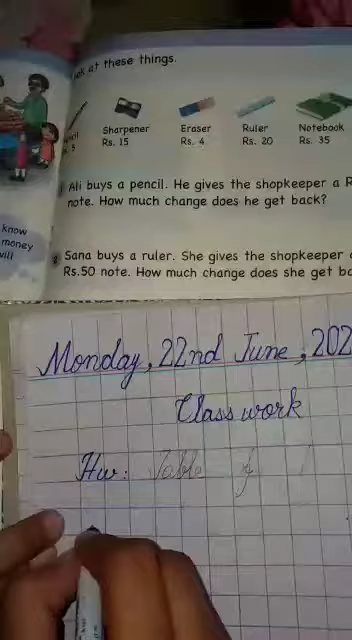 at these things.
Sharpener Eraser Ruler Notebook
Rs. 15 Rs. 4 Rs. 20 Rs. 35
Ali buys a pencil. He gives the shopkeeper a
note. How much change does he get back?
know
money
will
Sana buys a ruler. She gives the shopkeeper
Rs.50 note. How much change does she get
Monday, 22nd June, 202
Class work
Hw: Table of